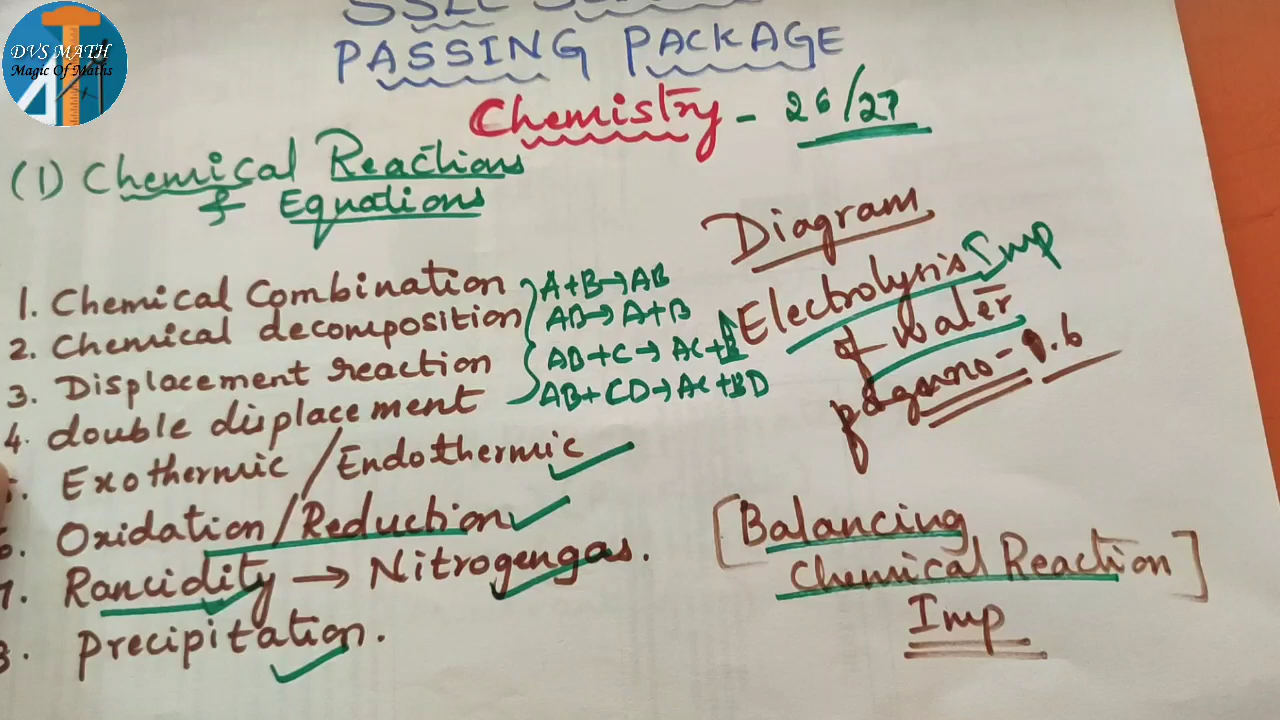 DVS MATH
Magic Of Maths
PASSING PACKAGE
Chemistry - 26/27
(1) Chemical Reactions
& Equations
1. Chemical Combination A+B→AB
2. Chemical decomposition AB→A+B
3. Displacement reaction AB+C→AC+B
4. double displacement AB+CD→AC+BD
Exothermic / Endothermic
Oxidation/Reduction
Rancidity → Nitrogengas.
Precipitation.
Diagram
Electrolysis Imp
of water
[Balancing
Chemical Reaction]
Imp